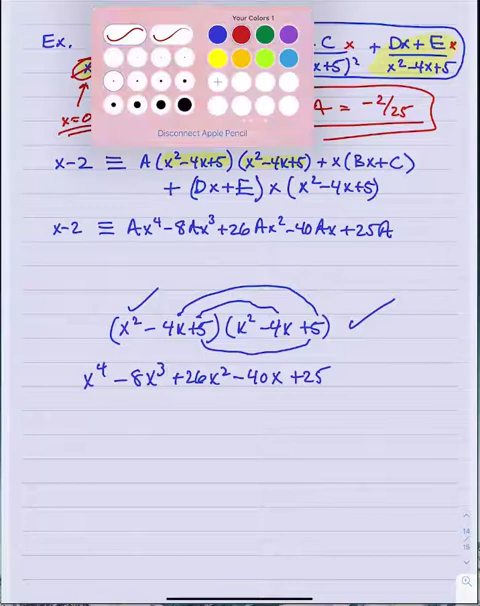 Your Colors 1
Ex.
C x + Dx + E x
x+5)² x²-4x+5
x=0
A = -2/25
Disconnect Apple Pencil
x-2 ≡ A(x²-4x+5)(x²-4x+5) + x(Bx+C)
+ (Dx+E) x (x²-4x+5)
x-2 ≡ Ax⁴-8Ax³+26Ax²-40Ax+25A
(x²-4x+5)(x²-4x+5)
x⁴ -8x³+26x²-40x+25
14
/
18